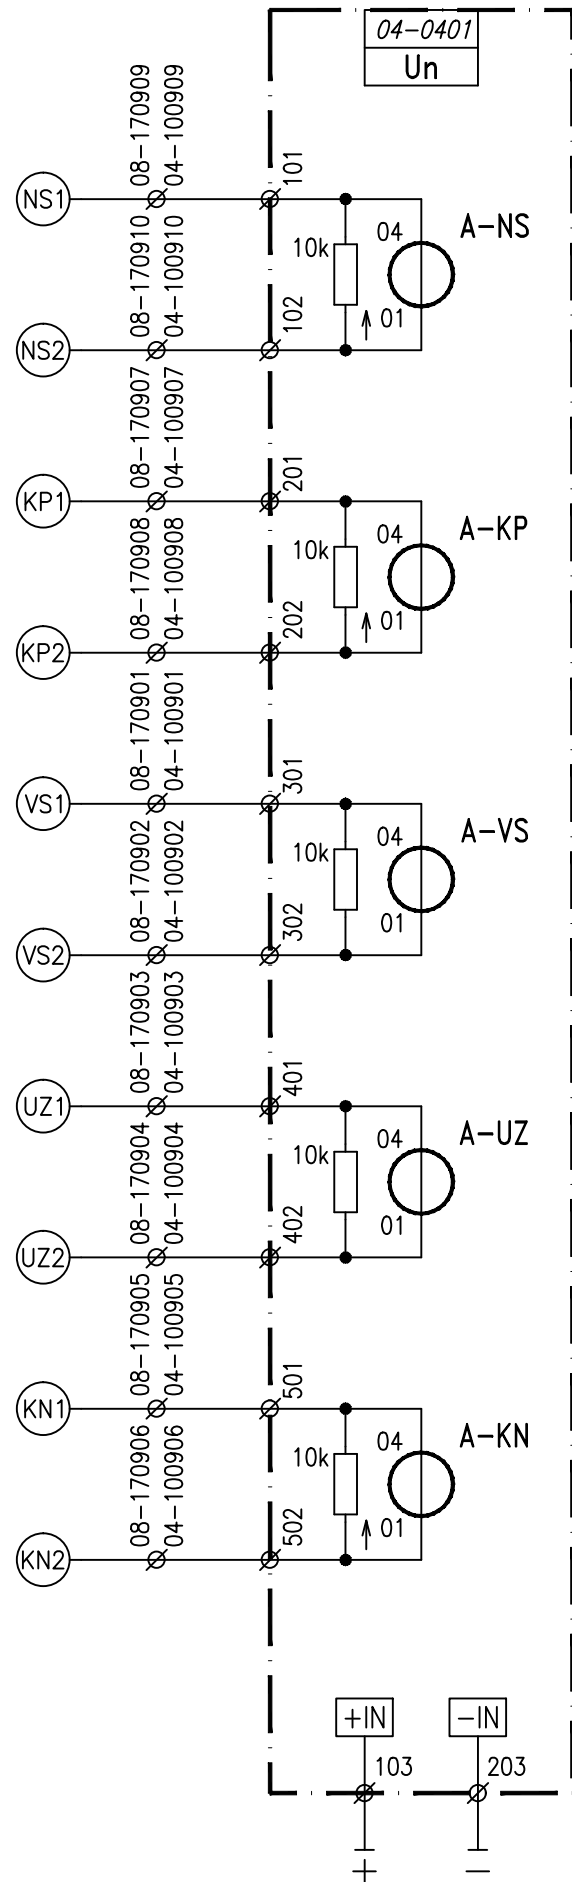 04-0401
Un
08-170909
04-100909
101
NS1
10k
04
A-NS
01
08-170910
04-100910
102
NS2
08-170907
04-100907
201
KP1
10k
04
A-KP
01
08-170908
04-100908
202
KP2
08-170901
04-100901
301
VS1
10k
04
A-VS
01
08-170902
04-100902
302
VS2
08-170903
04-100903
401
UZ1
10k
04
A-UZ
01
08-170904
04-100904
402
UZ2
08-170905
04-100905
501
KN1
10k
04
A-KN
01
08-170906
04-100906
502
KN2
+IN
-IN
103
203
+
−